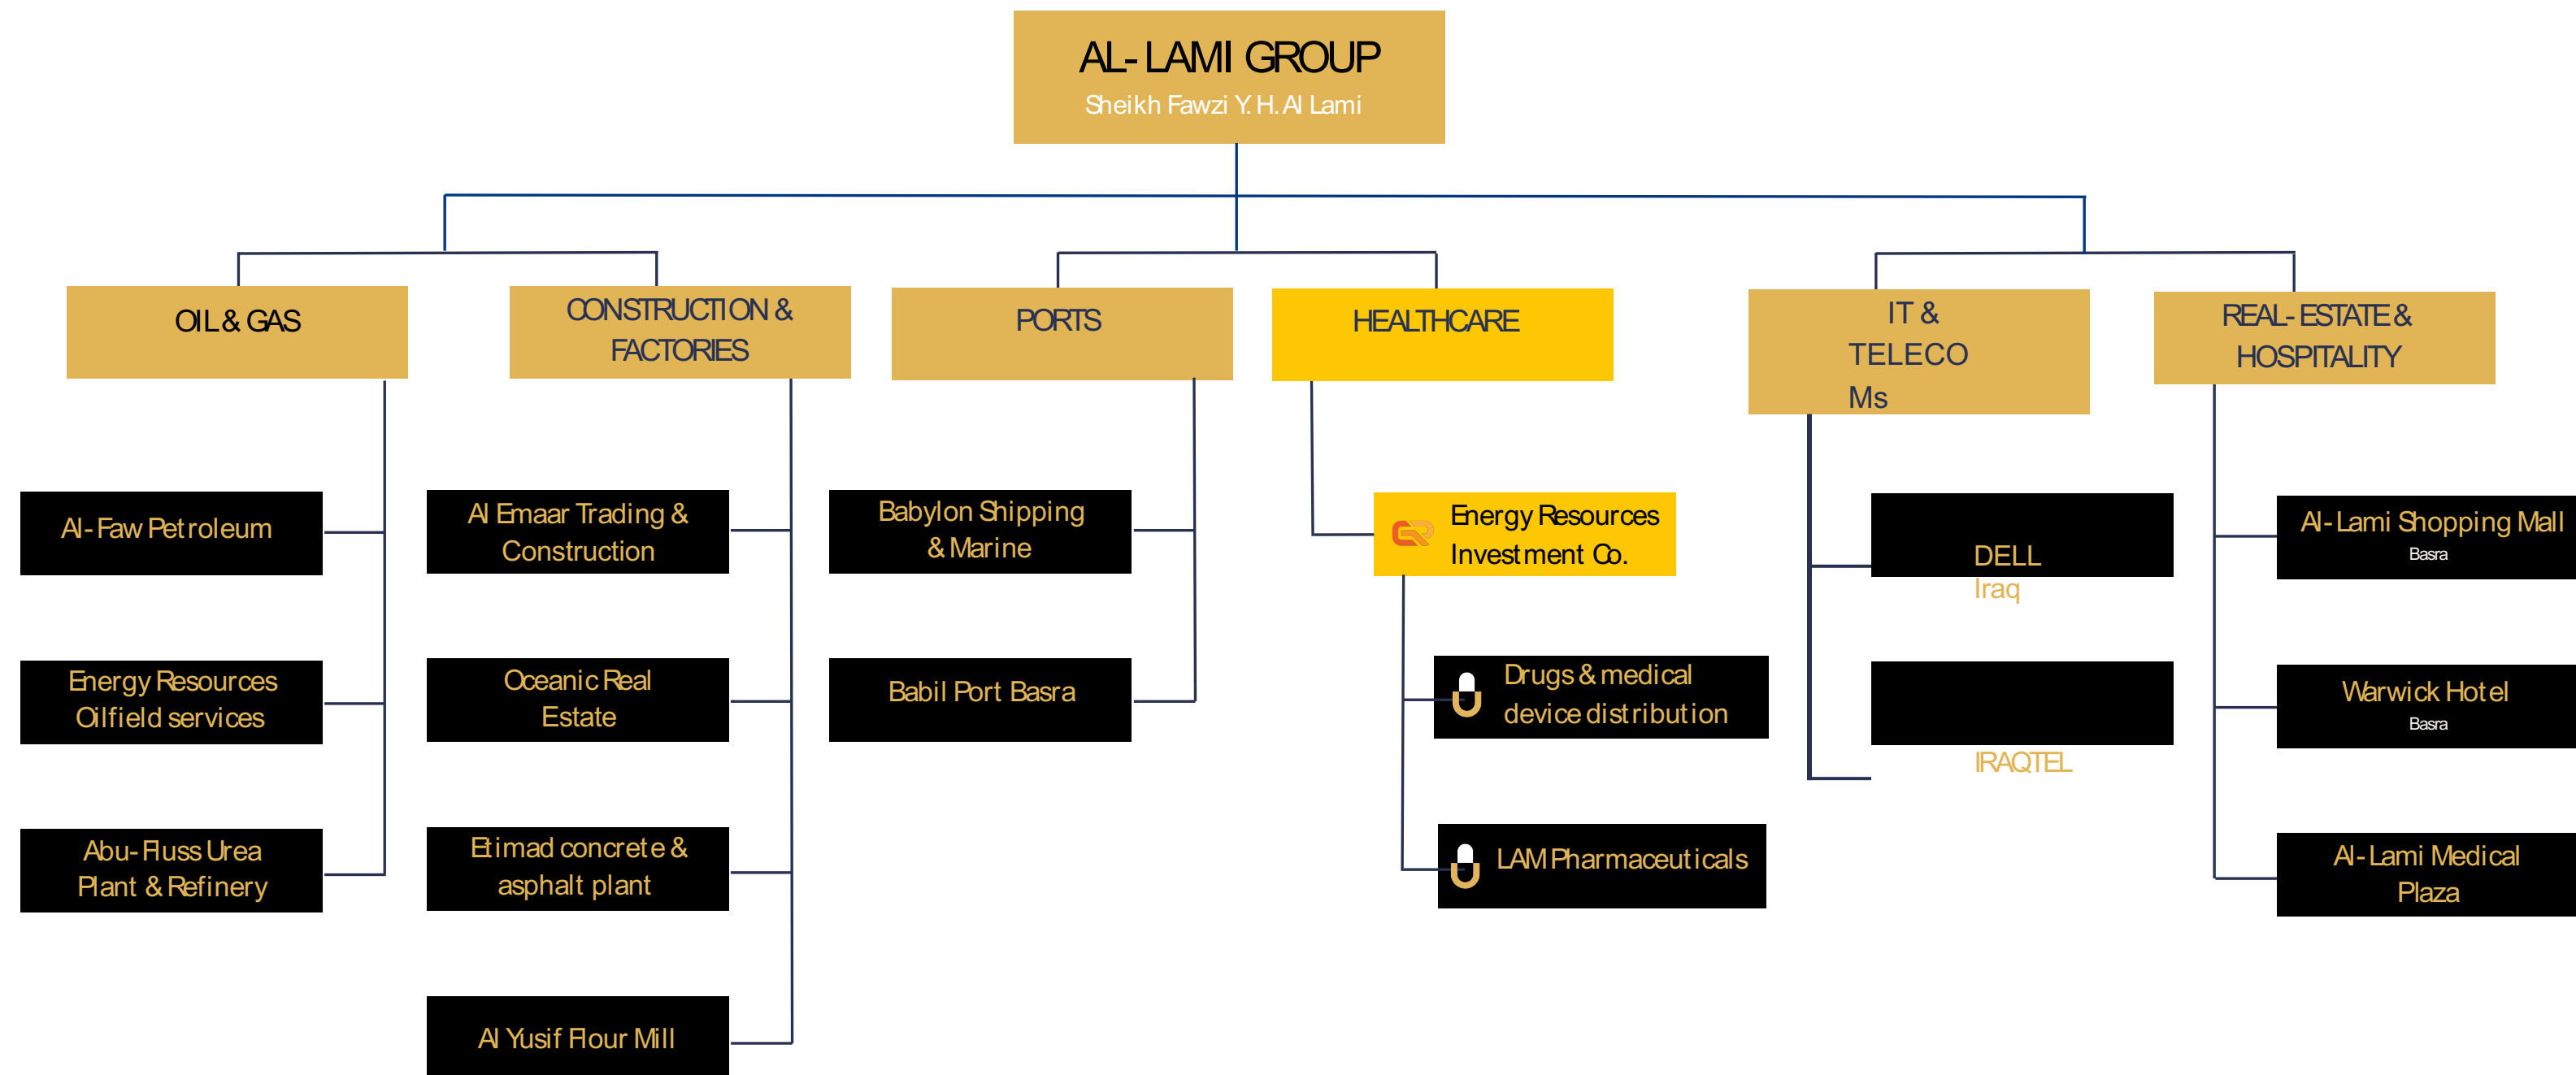 AL-LAMI GROUP
Sheikh Fawzi Y. H. Al Lami
OIL & GAS
Al-Faw Petroleum
Energy Resources
Oilfield services
Abu-Fluss Urea
Plant & Refinery
CONSTRUCTION &
FACTORIES
Al Emaar Trading &
Construction
Oceanic Real
Estate
Etimad concrete &
asphalt plant
Al Yusif Flour Mill
PORTS
Babylon Shipping
& Marine
Babil Port Basra
HEALTHCARE
Energy Resources
Investment Co.
Drugs & medical
device distribution
LAM Pharmaceuticals
IT &
TELECO
Ms
DELL
Iraq
IRAQTEL
REAL-ESTATE &
HOSPITALITY
Al-Lami Shopping Mall
Basra
Warwick Hotel
Basra
Al-Lami Medical
Plaza